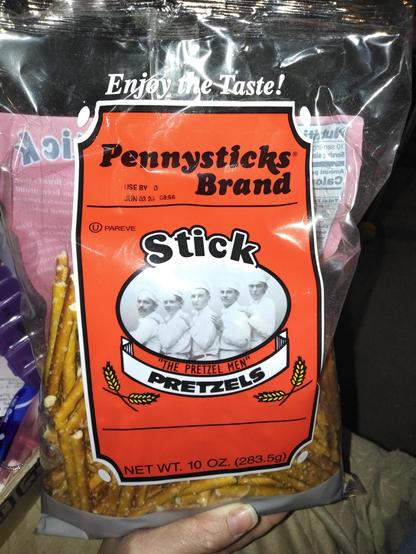 Enjoy the Taste!
Pennysticks®
Brand
USE BY D
U PAREVE
Stick
"THE PRETZEL MEN"
PRETZELS
NET WT. 10 OZ. (283.5g)